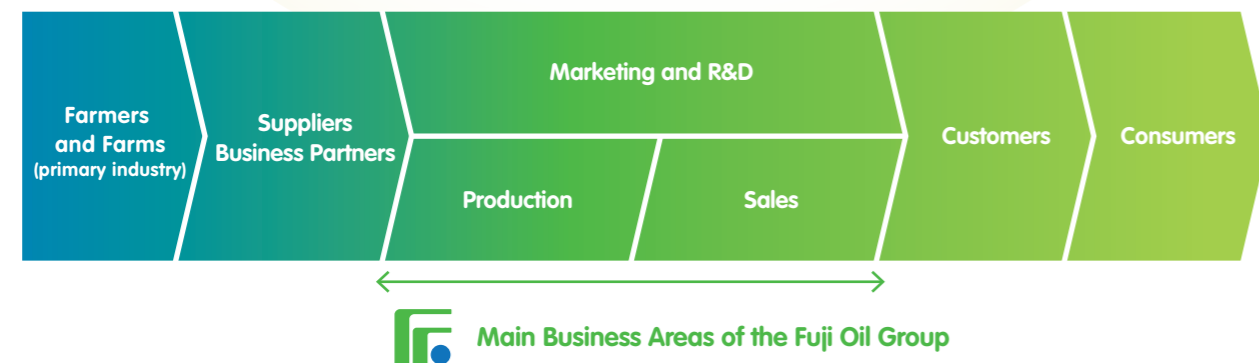 Farmers
and Farms
(primary industry)
Suppliers
Business Partners
Marketing and R&D
Production
Sales
Customers
Consumers
Main Business Areas of the Fuji Oil Group